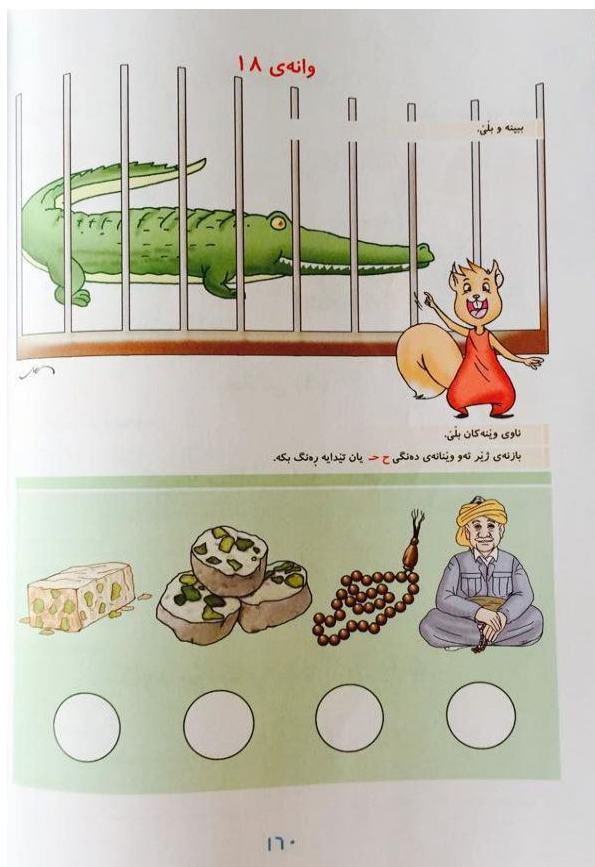 وانەی ١٨
ببینە و بڵێ.
ناوی وێنەکان بڵێ.
بازنەی ژێر ئەو وێنانەی دەنگی ح حـ یان تێدایە ڕەنگ بکە.
١٦٠